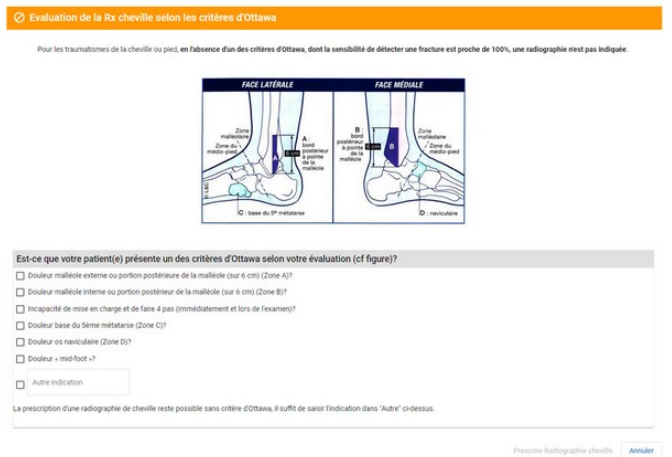 Evaluation de la Rx cheville selon les critères d'Ottawa
Pour les traumatismes de la cheville ou pied, en l'absence d'un des critères d'Ottawa, dont la sensibilité de détecter une fracture est proche de 100%, une radiographie n'est pas indiquée.
FACE LATÉRALE
FACE MÉDIALE
Zone
malléolaire
Zone du
médio-pied
A
6 cm
A :
bord
postérieur
à pointe
de la
malléole
C : base du 5e métatarse
B :
bord
postérieur
à pointe
de la
malléole
6 cm
B
Zone
malléolaire
Zone du
médio-pied
D : naviculaire
Est-ce que votre patient(e) présente un des critères d'Ottawa selon votre évaluation (cf figure)?
Douleur malléole externe ou portion postérieure de la malléole (sur 6 cm) (Zone A)?
Douleur malléole interne ou portion postérieur de la malléole (sur 6 cm) (Zone B)?
Incapacité de mise en charge et de faire 4 pas (immédiatement et lors de l'examen)?
Douleur base du 5ème métatarse (Zone C)?
Douleur os naviculaire (Zone D)?
Douleur « mid-foot »?
Autre indication
La prescription d'une radiographie de cheville reste possible sans critère d'Ottawa, il suffit de saisir l'indication dans "Autre" ci-dessus.
Prescrire Radiographie cheville
Annuler